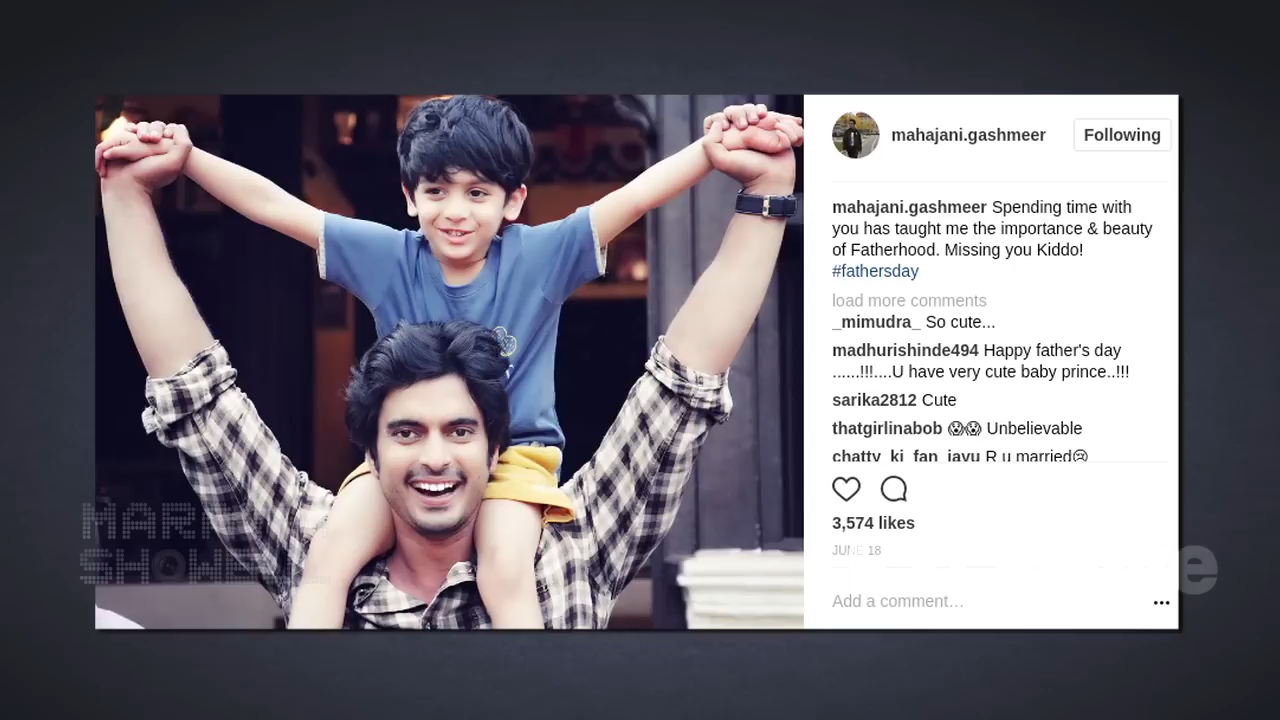 mahajani.gashmeer
Following
mahajani.gashmeer Spending time with
you has taught me the importance & beauty
of Fatherhood. Missing you Kiddo!
#fathersday
load more comments
_mimudra_ So cute...
madhurishinde494 Happy father's day
......!!!....U have very cute baby prince..!!!
sarika2812 Cute
thatgirlinabob 😱😱 Unbelievable
chatty_ki_fan_jayu R u married😢
3,574 likes
JUNE 18
Add a comment…